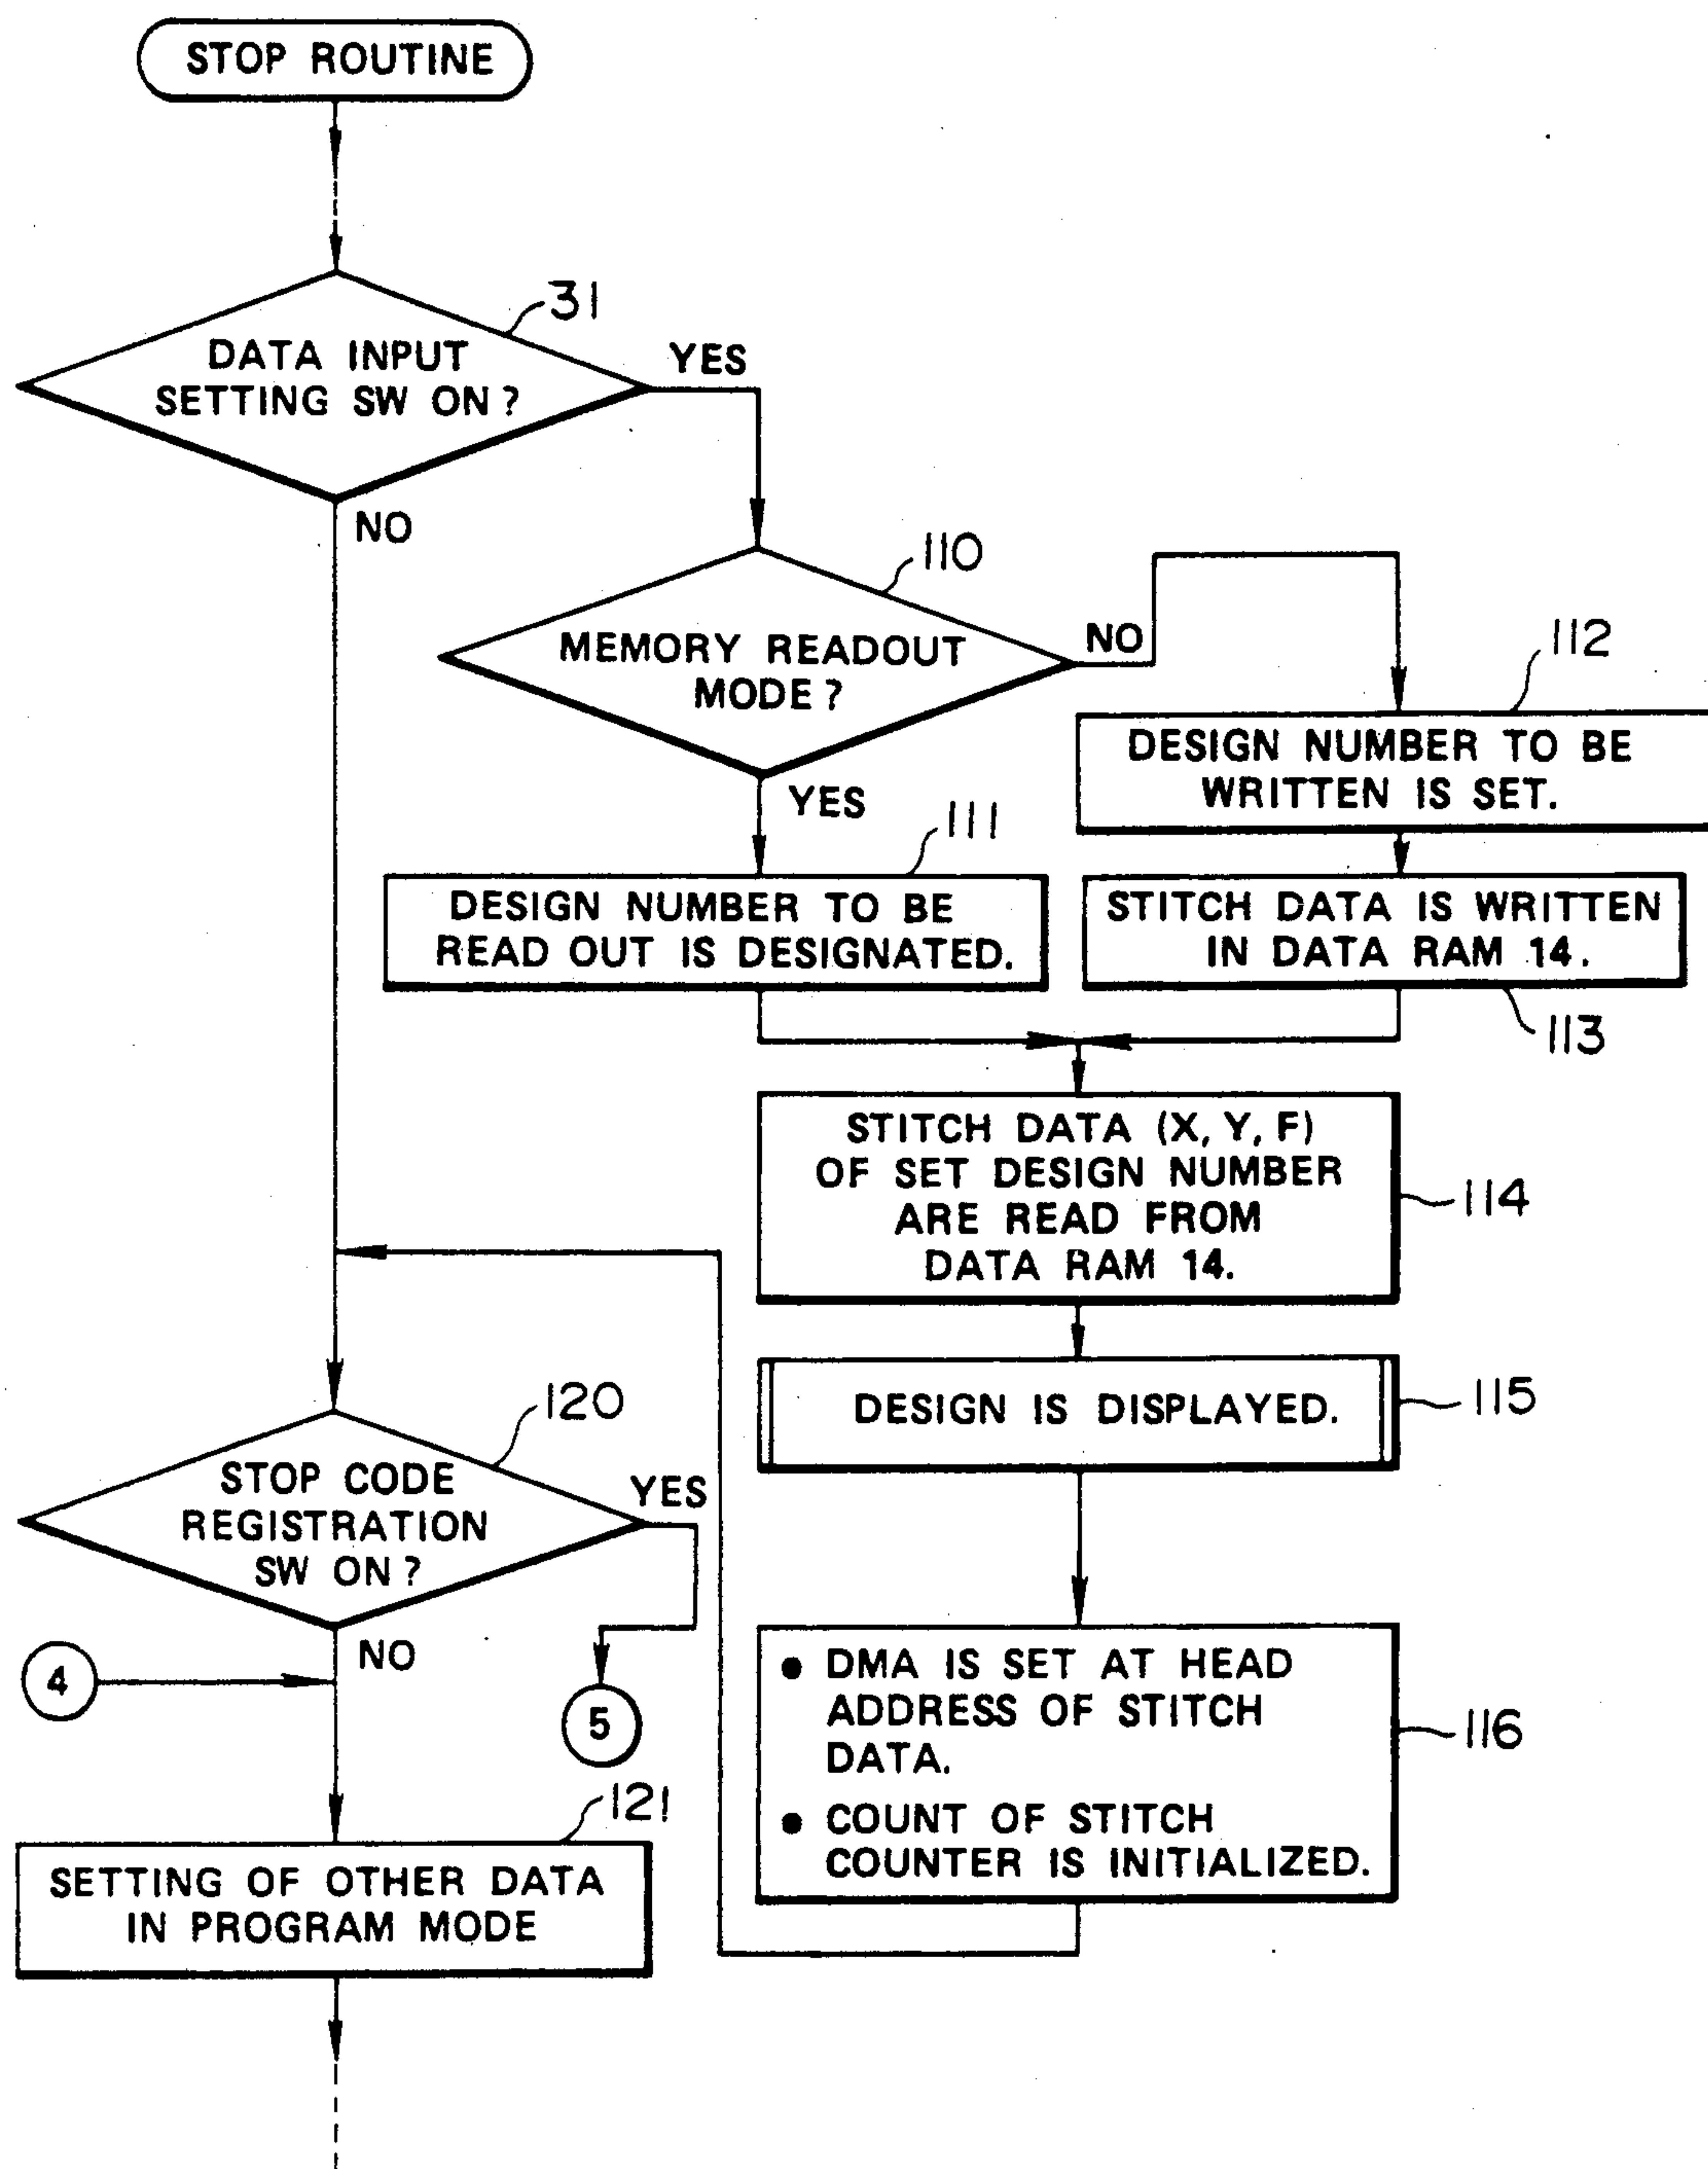 STOP ROUTINE
31
DATA INPUT
SETTING SW ON?
YES
NO
110
MEMORY READOUT
MODE?
NO
YES
112
DESIGN NUMBER TO BE
WRITTEN IS SET.
111
DESIGN NUMBER TO BE
READ OUT IS DESIGNATED.
STITCH DATA IS WRITTEN
IN DATA RAM 14.
113
STITCH DATA (X, Y, F)
OF SET DESIGN NUMBER
ARE READ FROM
DATA RAM 14.
114
DESIGN IS DISPLAYED.
115
120
STOP CODE
REGISTRATION
SW ON?
YES
NO
4
5
● DMA IS SET AT HEAD
ADDRESS OF STITCH
DATA.
● COUNT OF STITCH
COUNTER IS INITIALIZED.
116
121
SETTING OF OTHER DATA
IN PROGRAM MODE